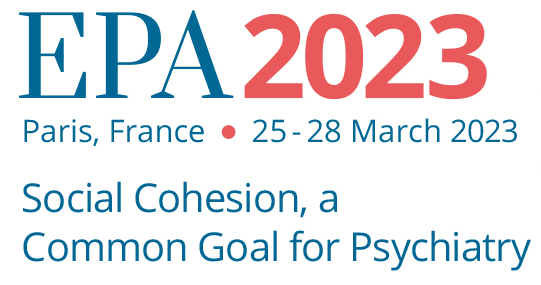 EPA 2023
Paris, France • 25-28 March 2023
Social Cohesion, a
Common Goal for Psychiatry